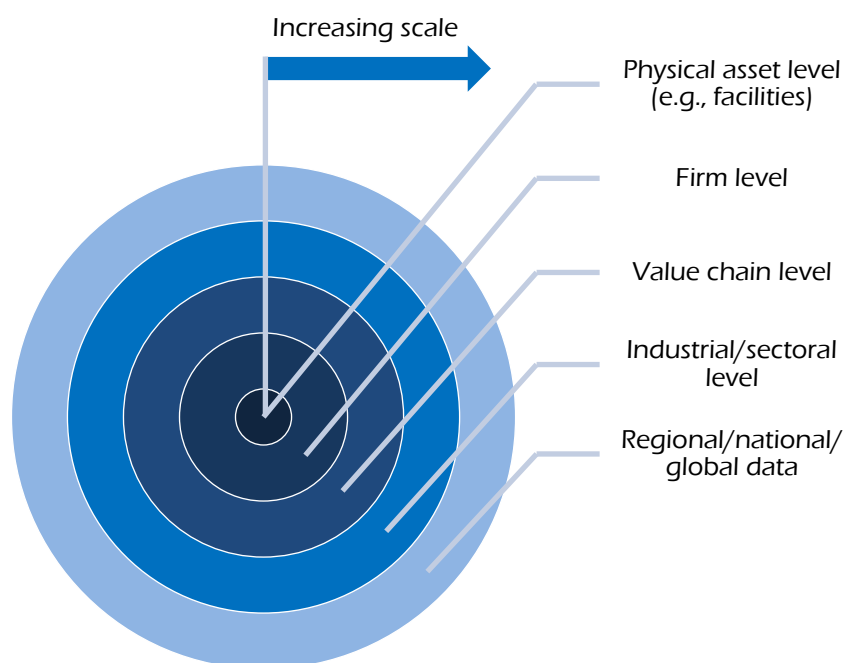 Increasing scale
Physical asset level
(e.g., facilities)
Firm level
Value chain level
Industrial/sectoral
level
Regional/national/
global data